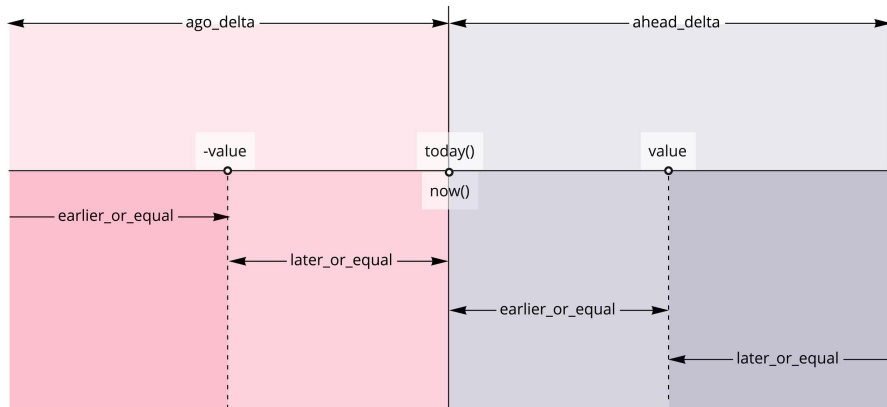 ago_delta
ahead_delta
-value
today()
value
now()
earlier_or_equal
later_or_equal
earlier_or_equal
later_or_equal